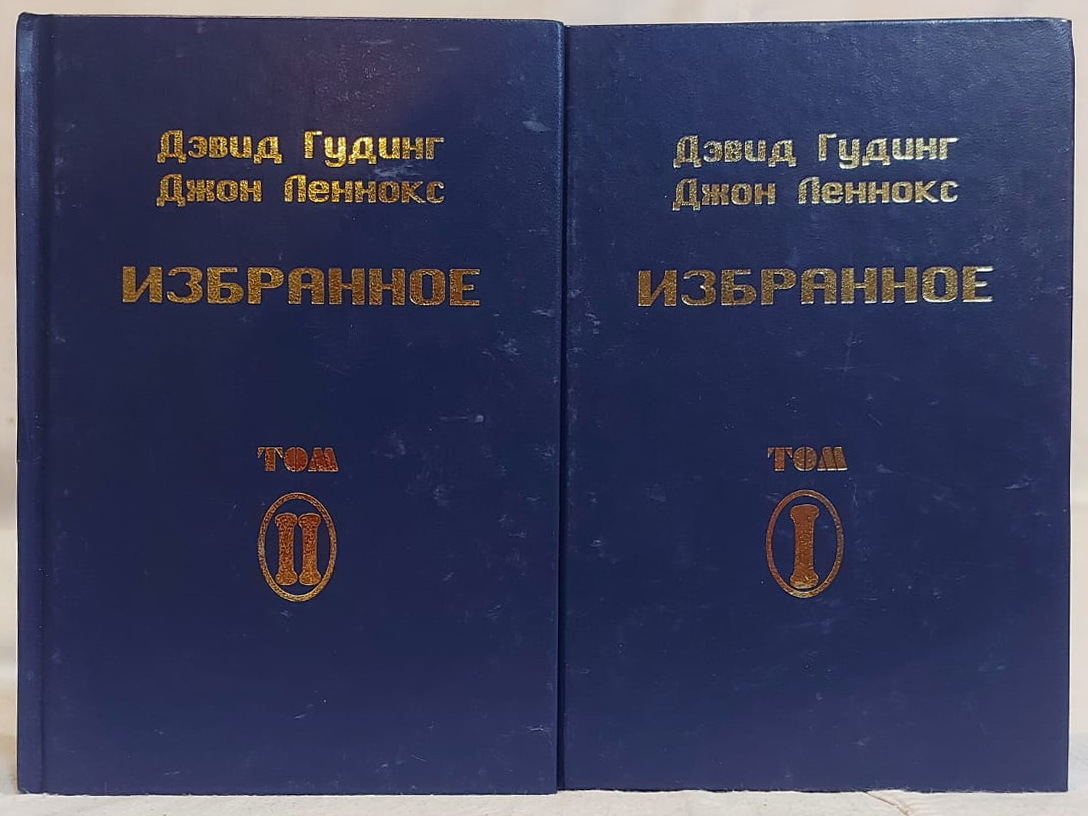 Дэвид Гудинг
Джон Леннокс
ИЗБРАННОЕ
ТОМ
II
Дэвид Гудинг
Джон Леннокс
ИЗБРАННОЕ
ТОМ
I